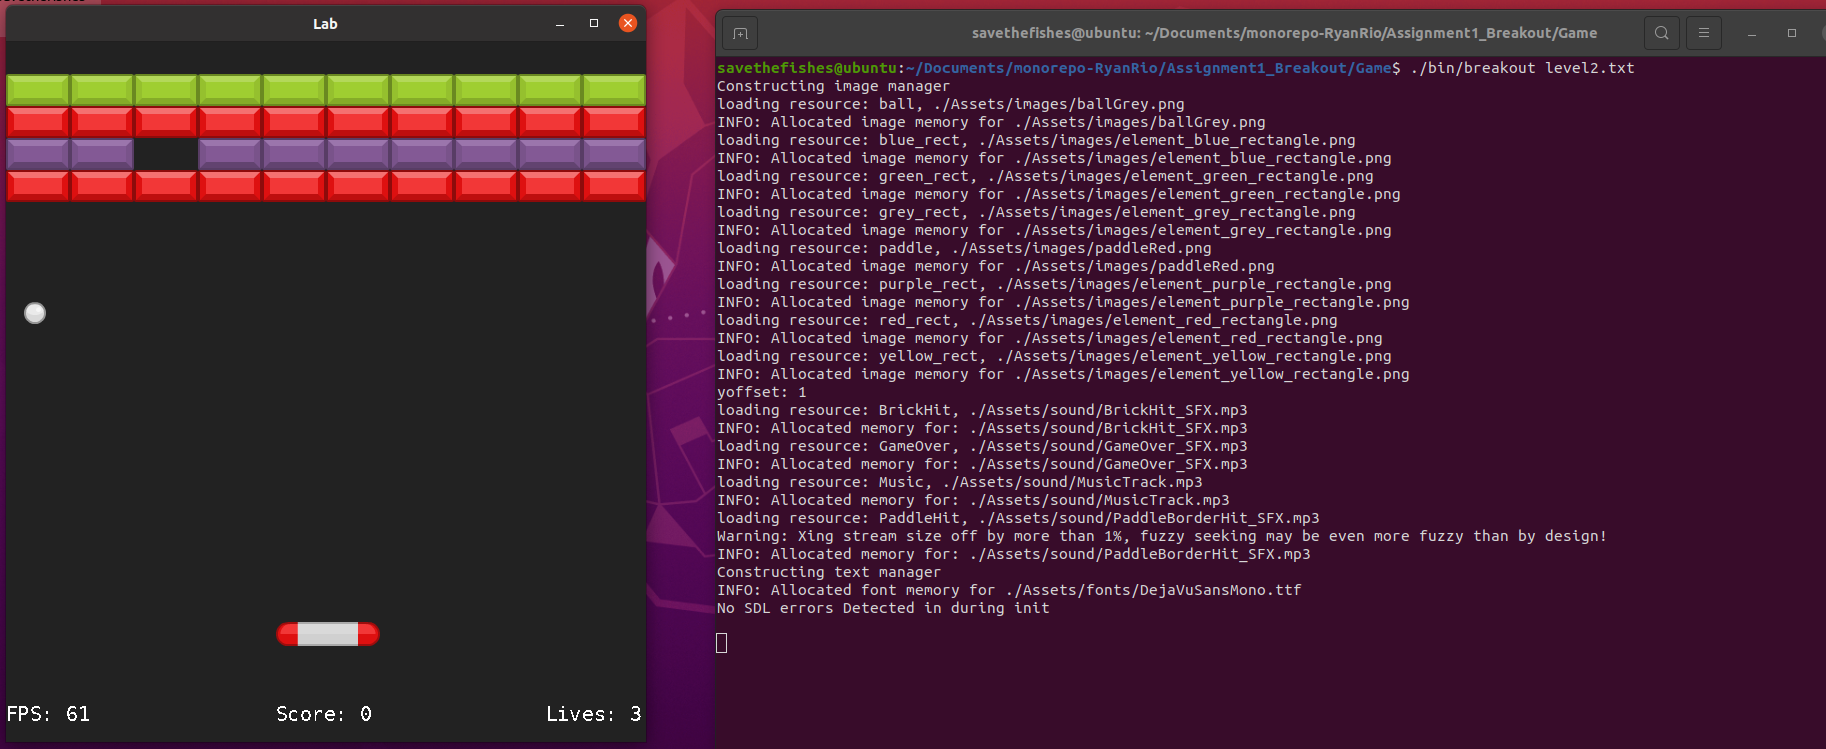 Lab
FPS: 61
Score: 0
Lives: 3
savethefishes@ubuntu: ~/Documents/monorepo-RyanRio/Assignment1_Breakout/Game
savethefishes@ubuntu:~/Documents/monorepo-RyanRio/Assignment1_Breakout/Game$ ./bin/breakout level2.txt
Constructing image manager
loading resource: ball, ./Assets/images/ballGrey.png
INFO: Allocated image memory for ./Assets/images/ballGrey.png
loading resource: blue_rect, ./Assets/images/element_blue_rectangle.png
INFO: Allocated image memory for ./Assets/images/element_blue_rectangle.png
loading resource: green_rect, ./Assets/images/element_green_rectangle.png
INFO: Allocated image memory for ./Assets/images/element_green_rectangle.png
loading resource: grey_rect, ./Assets/images/element_grey_rectangle.png
INFO: Allocated image memory for ./Assets/images/element_grey_rectangle.png
loading resource: paddle, ./Assets/images/paddleRed.png
INFO: Allocated image memory for ./Assets/images/paddleRed.png
loading resource: purple_rect, ./Assets/images/element_purple_rectangle.png
INFO: Allocated image memory for ./Assets/images/element_purple_rectangle.png
loading resource: red_rect, ./Assets/images/element_red_rectangle.png
INFO: Allocated image memory for ./Assets/images/element_red_rectangle.png
loading resource: yellow_rect, ./Assets/images/element_yellow_rectangle.png
INFO: Allocated image memory for ./Assets/images/element_yellow_rectangle.png
yoffset: 1
loading resource: BrickHit, ./Assets/sound/BrickHit_SFX.mp3
INFO: Allocated memory for: ./Assets/sound/BrickHit_SFX.mp3
loading resource: GameOver, ./Assets/sound/GameOver_SFX.mp3
INFO: Allocated memory for: ./Assets/sound/GameOver_SFX.mp3
loading resource: Music, ./Assets/sound/MusicTrack.mp3
INFO: Allocated memory for: ./Assets/sound/MusicTrack.mp3
loading resource: PaddleHit, ./Assets/sound/PaddleBorderHit_SFX.mp3
Warning: Xing stream size off by more than 1%, fuzzy seeking may be even more fuzzy than by design!
INFO: Allocated memory for: ./Assets/sound/PaddleBorderHit_SFX.mp3
Constructing text manager
INFO: Allocated font memory for ./Assets/fonts/DejaVuSansMono.ttf
No SDL errors Detected in during init